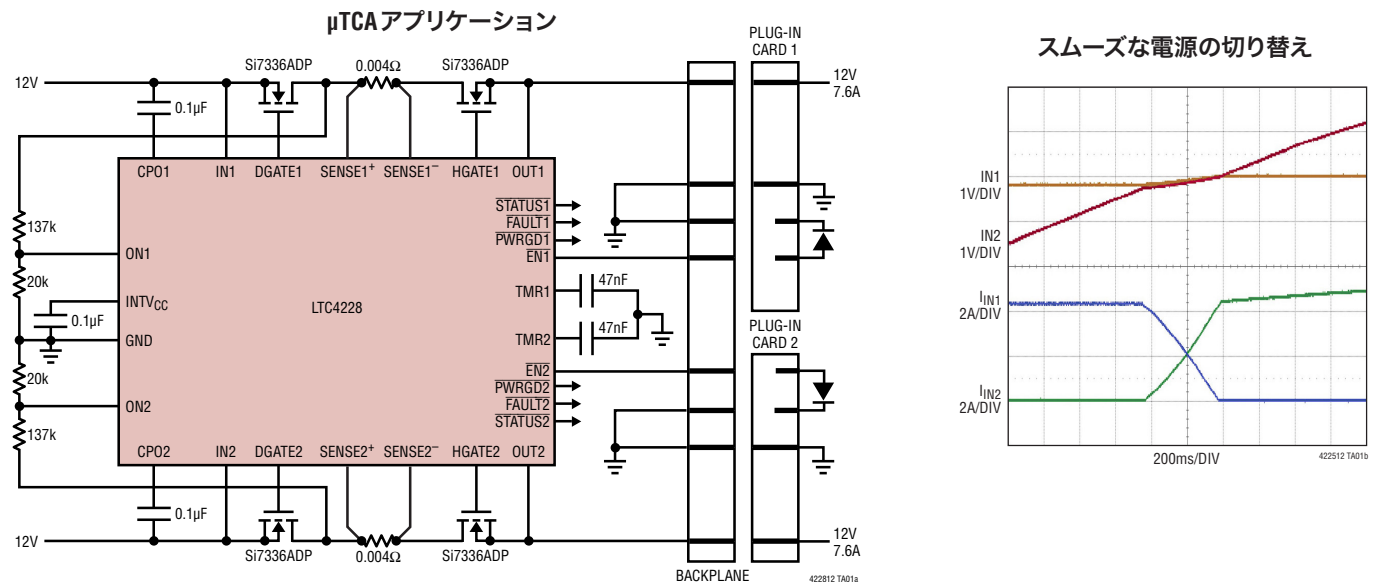 μTCAアプリケーション
PLUG-IN
CARD 1
Si7336ADP
0.004Ω
Si7336ADP
12V
12V
7.6A
0.1μF
CPO1
IN1
DGATE1
SENSE1+
SENSE1−
HGATE1
OUT1
STATUS1
FAULT1
PWRGD1
EN1
137k
ON1
20k
INTVCC
0.1μF
LTC4228
TMR1
47nF
GND
TMR2
47nF
PLUG-IN
CARD 2
20k
EN2
PWRGD2
FAULT2
STATUS2
ON2
137k
CPO2
IN2
DGATE2
SENSE2+
SENSE2−
HGATE2
OUT2
0.1μF
12V
Si7336ADP
0.004Ω
Si7336ADP
12V
7.6A
BACKPLANE
422812 TA01a
スムーズな電源の切り替え
IN1
1V/DIV
IN2
1V/DIV
IIN1
2A/DIV
IIN2
2A/DIV
200ms/DIV
422512 TA01b